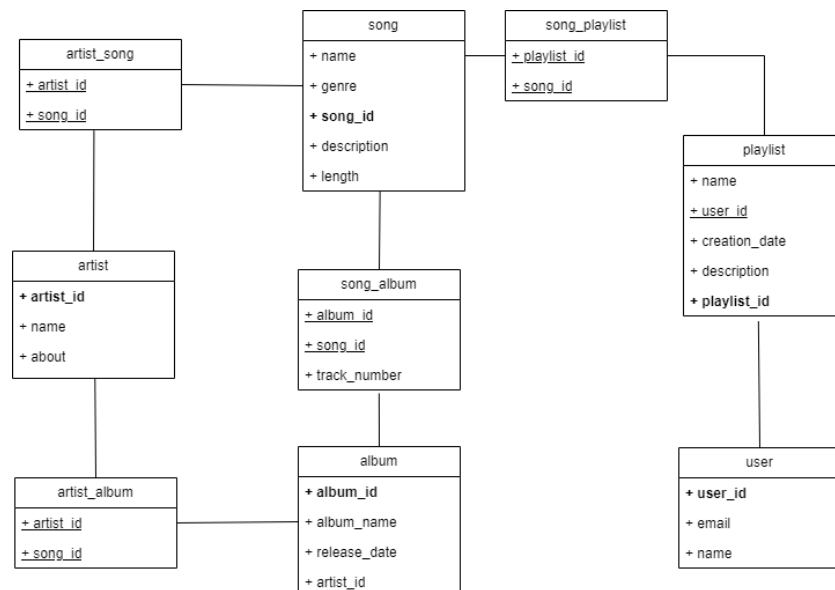 artist_song
+ artist_id
+ song_id
song
+ name
+ genre
+ song_id
+ description
+ length
song_playlist
+ playlist_id
+ song_id
playlist
+ name
+ user_id
+ creation_date
+ description
+ playlist_id
artist
+ artist_id
+ name
+ about
song_album
+ album_id
+ song_id
+ track_number
artist_album
+ artist_id
+ song_id
album
+ album_id
+ album_name
+ release_date
+ artist_id
user
+ user_id
+ email
+ name